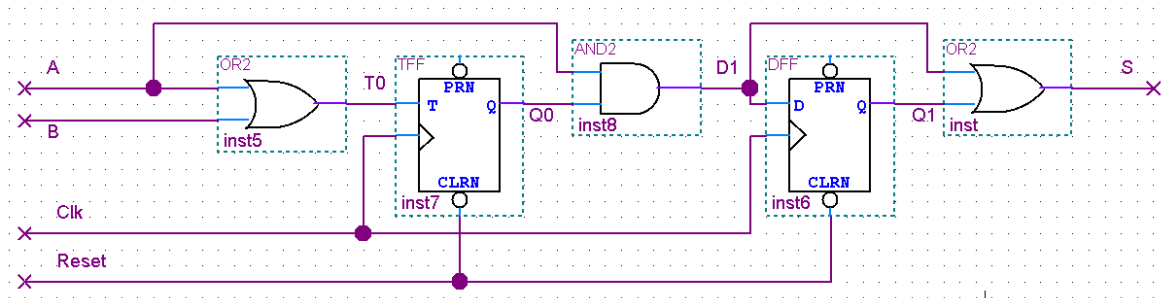 A
B
OR2
inst5
T0
TFF
PRN
T
Q
CLRN
inst7
Q0
AND2
inst8
D1
DFF
PRN
D
Q
CLRN
inst6
Q1
OR2
inst
S
Clk
Reset